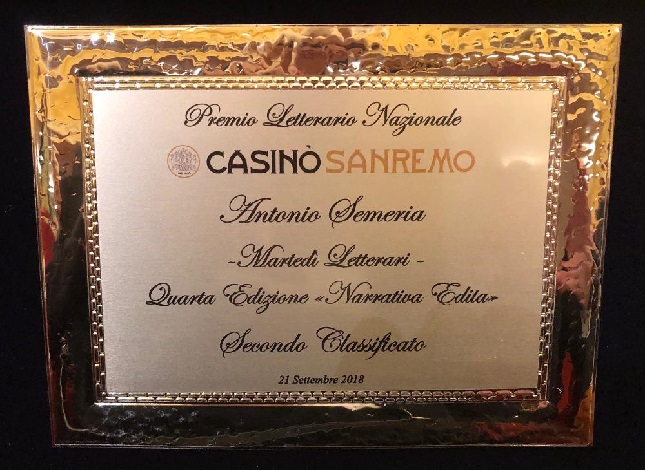 Premio Letterario Nazionale
CASINÒ SANREMO
Antonio Semeria
-Martedì Letterari -
Quarta Edizione «Narrativa Edita»
Secondo Classificato
21 Settembre 2018